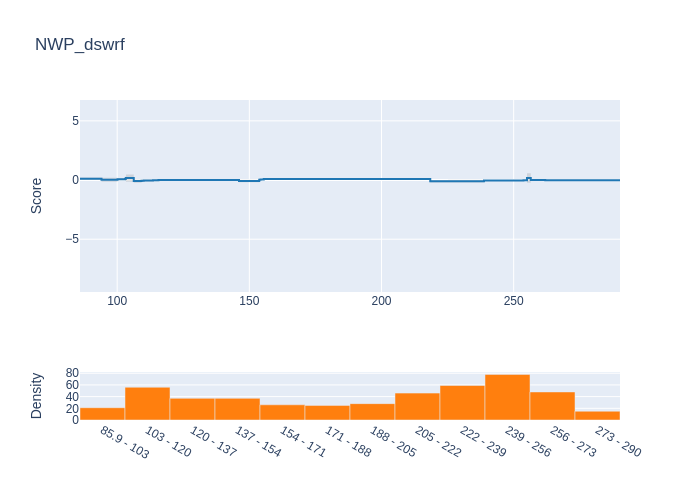 NWP_dswrf
Score
5
0
−5
100 150 200 250
Density
80
60
40
20
0
85.9 - 103
103 - 120
120 - 137
137 - 154
154 - 171
171 - 188
188 - 205
205 - 222
222 - 239
239 - 256
256 - 273
273 - 290